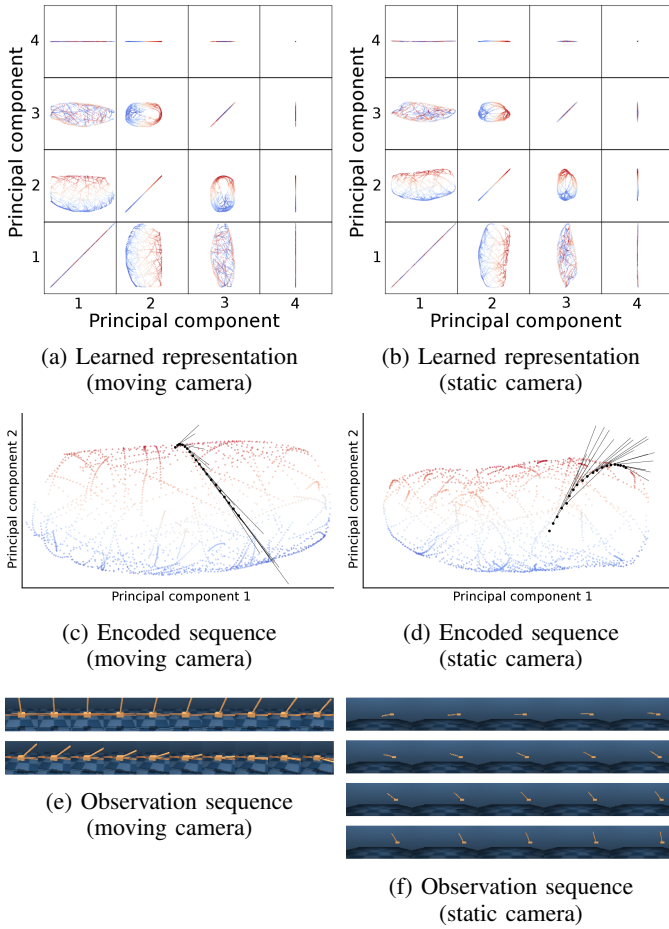 Principal component
4
3
2
1
1 2 3 4
Principal component
(a) Learned representation
(moving camera)
Principal component
4
3
2
1
1 2 3 4
Principal component
(b) Learned representation
(static camera)
Principal component 2
Principal component 1
(c) Encoded sequence
(moving camera)
Principal component 2
Principal component 1
(d) Encoded sequence
(static camera)
(e) Observation sequence
(moving camera)
(f) Observation sequence
(static camera)